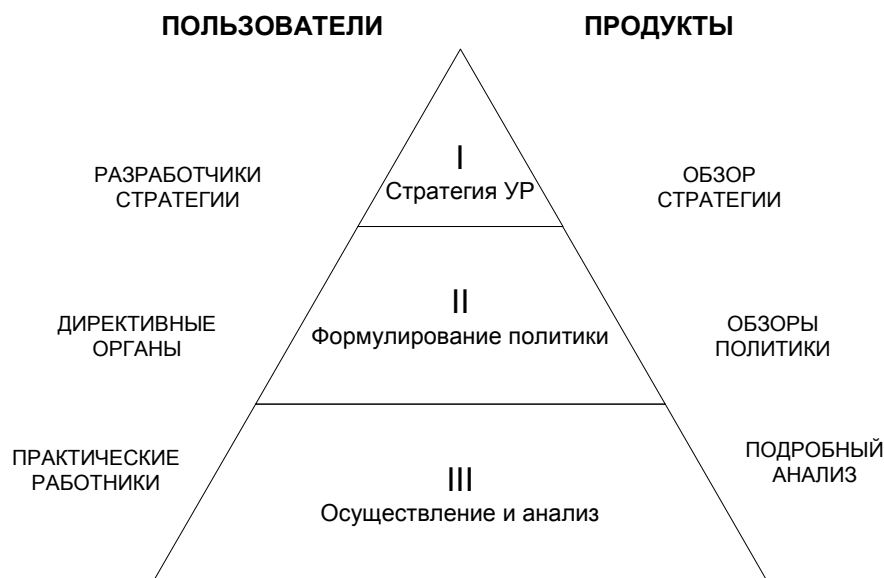 ПОЛЬЗОВАТЕЛИ
ПРОДУКТЫ
РАЗРАБОТЧИКИ
СТРАТЕГИИ
I
Стратегия УР
ОБЗОР
СТРАТЕГИИ
ДИРЕКТИВНЫЕ
ОРГАНЫ
II
Формулирование политики
ОБЗОРЫ
ПОЛИТИКИ
ПРАКТИЧЕСКИЕ
РАБОТНИКИ
III
Осуществление и анализ
ПОДРОБНЫЙ
АНАЛИЗ